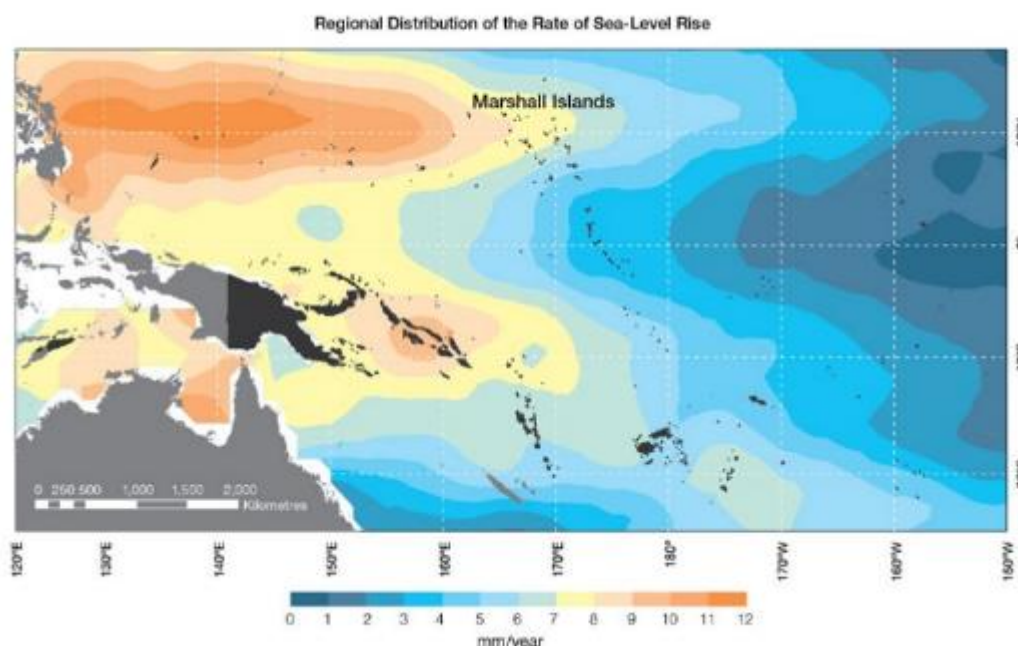 Regional Distribution of the Rate of Sea-Level Rise
Marshall Islands
0 250 500 1,000 1,500 2,000
Kilometres
120°E 130°E 140°E 150°E 160°E 170°E 180° 170°W 160°W 150°W
0 1 2 3 4 5 6 7 8 9 10 11 12
mm/year